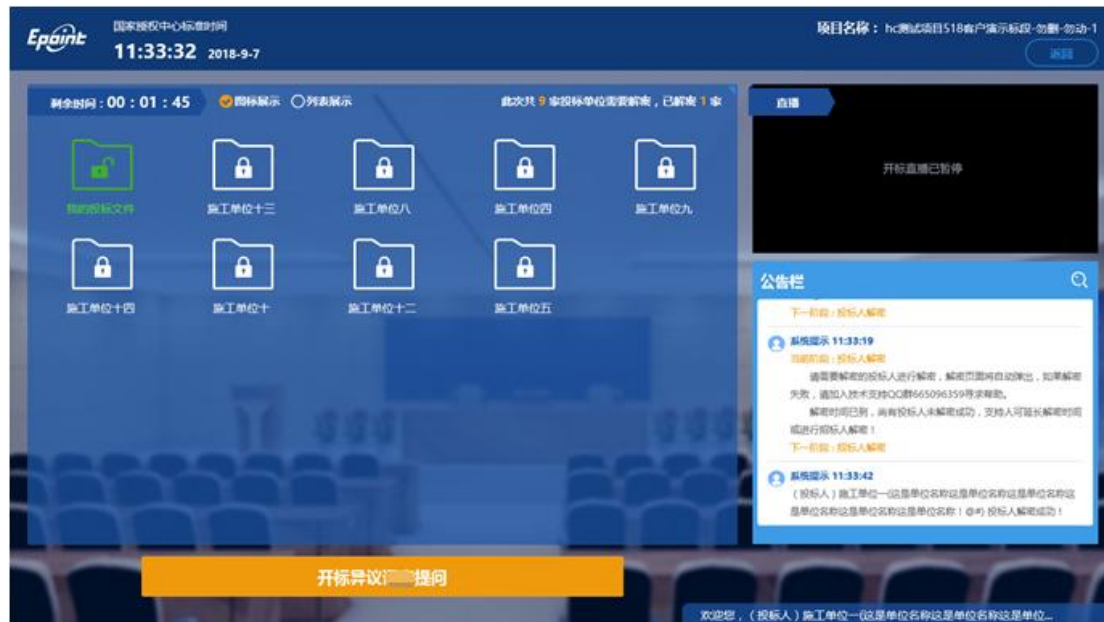 Epoint
国家授权中心标准时间
11:33:32 2018-9-7
项目名称：hc测试项目518客户演示标段-勿删-勿动-1
返回
剩余时间：00：01：45
图标展示
列表展示
此次共 9 家投标单位需要解密，已解密 1 家
直播
开标直播已暂停
我的投标文件
施工单位十三
施工单位八
施工单位四
施工单位九
施工单位十四
施工单位十
施工单位十二
施工单位五
公告栏
下一阶段：投标人解密
系统提示 11:33:19
当前阶段：投标人解密
请需要解密的投标人进行解密，解密页面将自动弹出，如果解密
失败，请加入技术支持QQ群665096359寻求帮助。
解密时间已到，尚有投标人未解密成功，支持人可延长解密时间
或进行招标人解密！
下一阶段：招标人解密
系统提示 11:33:42
（投标人）施工单位一(这是单位名称这是单位名称这是单位名称这
是单位名称这是单位名称这是单位名称！@#) 投标人解密成功！
开标异议 提问
欢迎您，（投标人）施工单位一(这是单位名称这是单位名称这是单位...